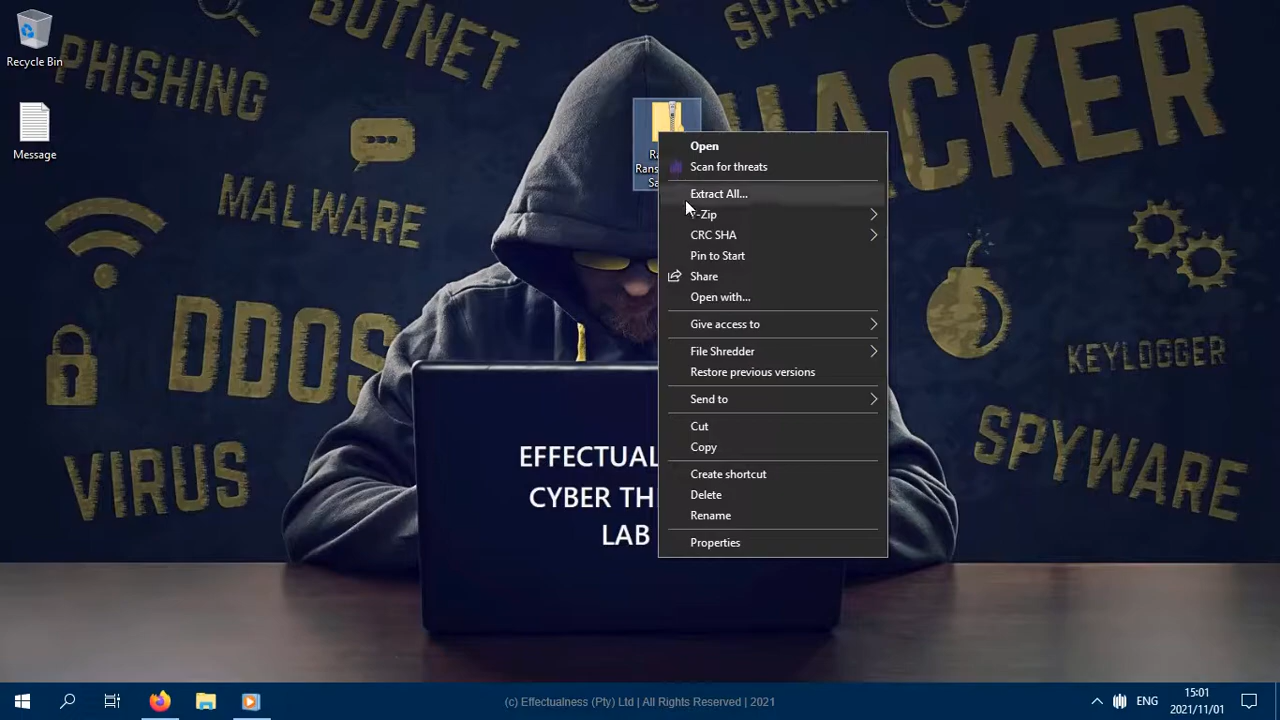 Recycle Bin
Message
PHISHING
BOTNET
MALWARE
DDOS
VIRUS
HACKER
KEYLOGGER
SPYWARE
EFFECTUAL
CYBER TH
LAB
Open
Scan for threats
Extract All...
-Zip
CRC SHA
Pin to Start
Share
Open with...
Give access to
File Shredder
Restore previous versions
Send to
Cut
Copy
Create shortcut
Delete
Rename
Properties
(c) Effectualness (Pty) Ltd | All Rights Reserved | 2021
ENG
15:01
2021/11/01